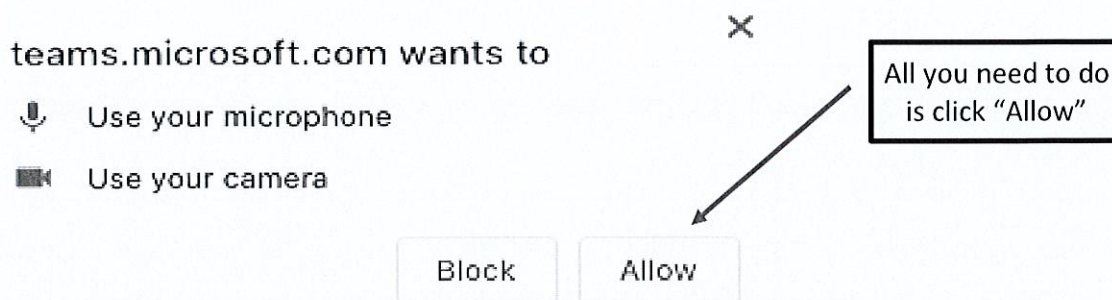 teams.microsoft.com wants to
Use your microphone
Use your camera
Block
Allow
All you need to do
is click “Allow”